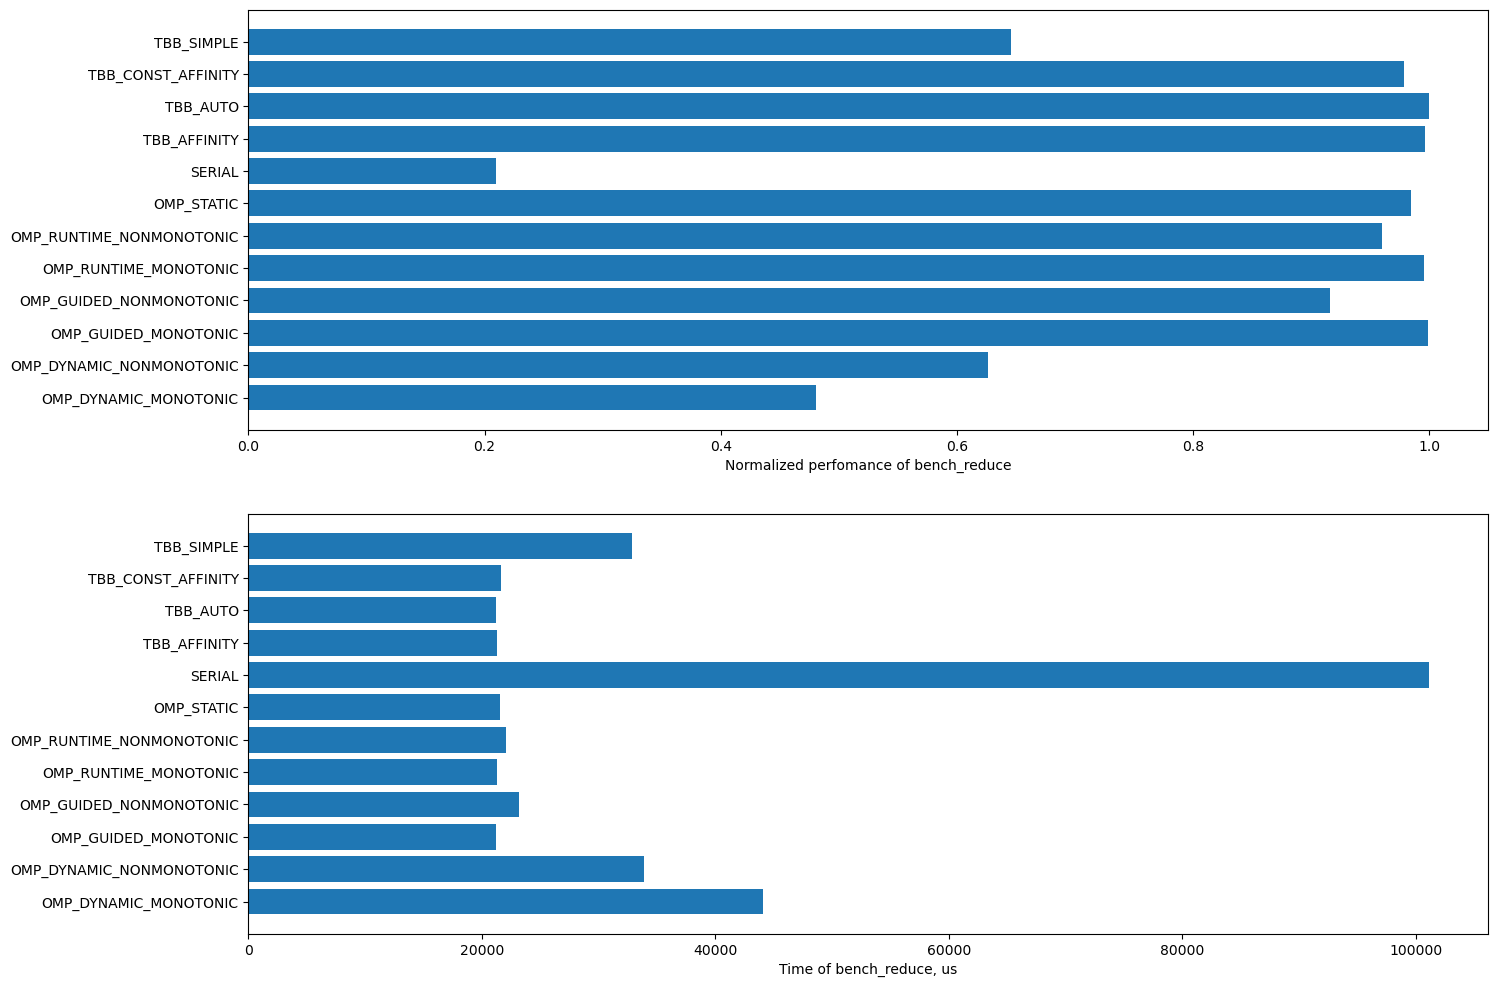 TBB_SIMPLE
TBB_CONST_AFFINITY
TBB_AUTO
TBB_AFFINITY
SERIAL
OMP_STATIC
OMP_RUNTIME_NONMONOTONIC
OMP_RUNTIME_MONOTONIC
OMP_GUIDED_NONMONOTONIC
OMP_GUIDED_MONOTONIC
OMP_DYNAMIC_NONMONOTONIC
OMP_DYNAMIC_MONOTONIC
0.0 0.2 0.4 0.6 0.8 1.0
Normalized perfomance of bench_reduce
TBB_SIMPLE
TBB_CONST_AFFINITY
TBB_AUTO
TBB_AFFINITY
SERIAL
OMP_STATIC
OMP_RUNTIME_NONMONOTONIC
OMP_RUNTIME_MONOTONIC
OMP_GUIDED_NONMONOTONIC
OMP_GUIDED_MONOTONIC
OMP_DYNAMIC_NONMONOTONIC
OMP_DYNAMIC_MONOTONIC
0 20000 40000 60000 80000 100000
Time of bench_reduce, us